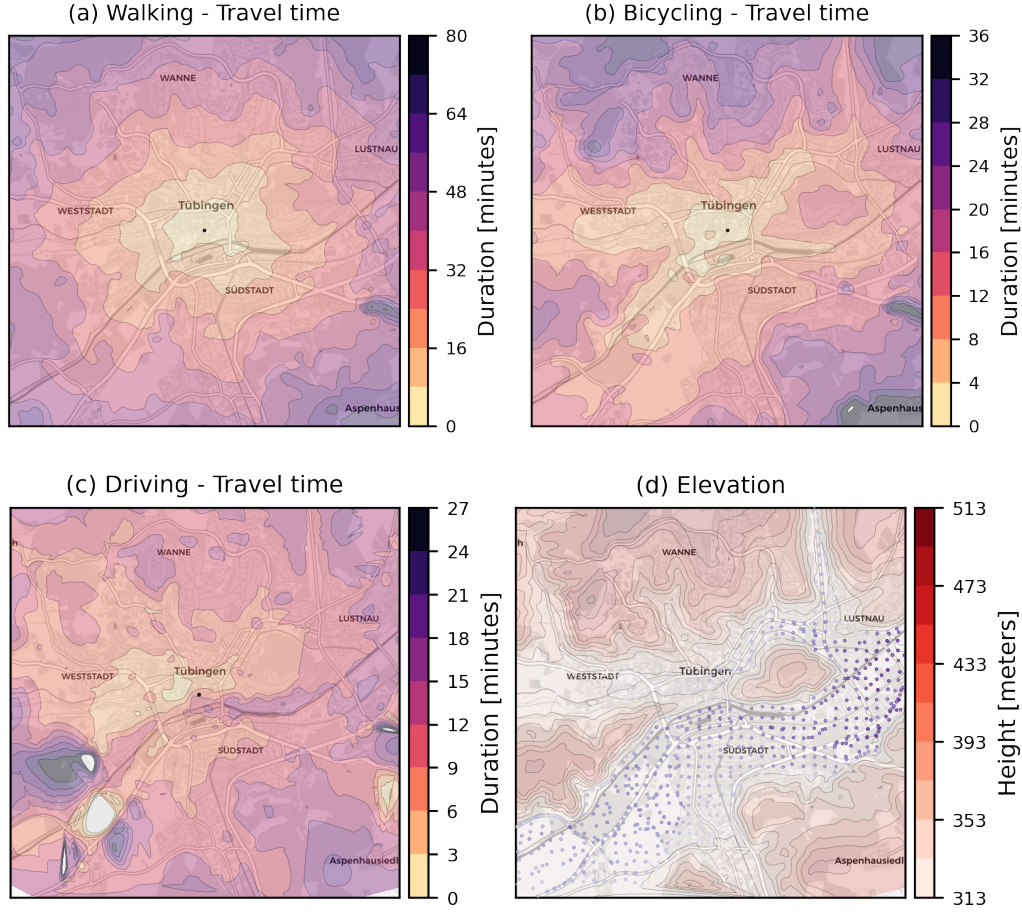 (a) Walking - Travel time
WANNE
LUSTNAU
WESTSTADT
Tübingen
SÜDSTADT
Aspenhaus
80
64
48
32
16
0
Duration [minutes]
(b) Bicycling - Travel time
WANNE
LUSTNAU
WESTSTADT
Tübingen
SÜDSTADT
Aspenhaus
36
32
28
24
20
16
12
8
4
0
Duration [minutes]
(c) Driving - Travel time
h
WANNE
LUSTNAU
WESTSTADT
Tübingen
SÜDSTADT
Aspenhausiedl
27
24
21
18
15
12
9
6
3
0
Duration [minutes]
(d) Elevation
h
WANNE
LUSTNAU
WESTSTADT
Tübingen
SÜDSTADT
Aspenhausiedl
513
473
433
393
353
313
Height [meters]